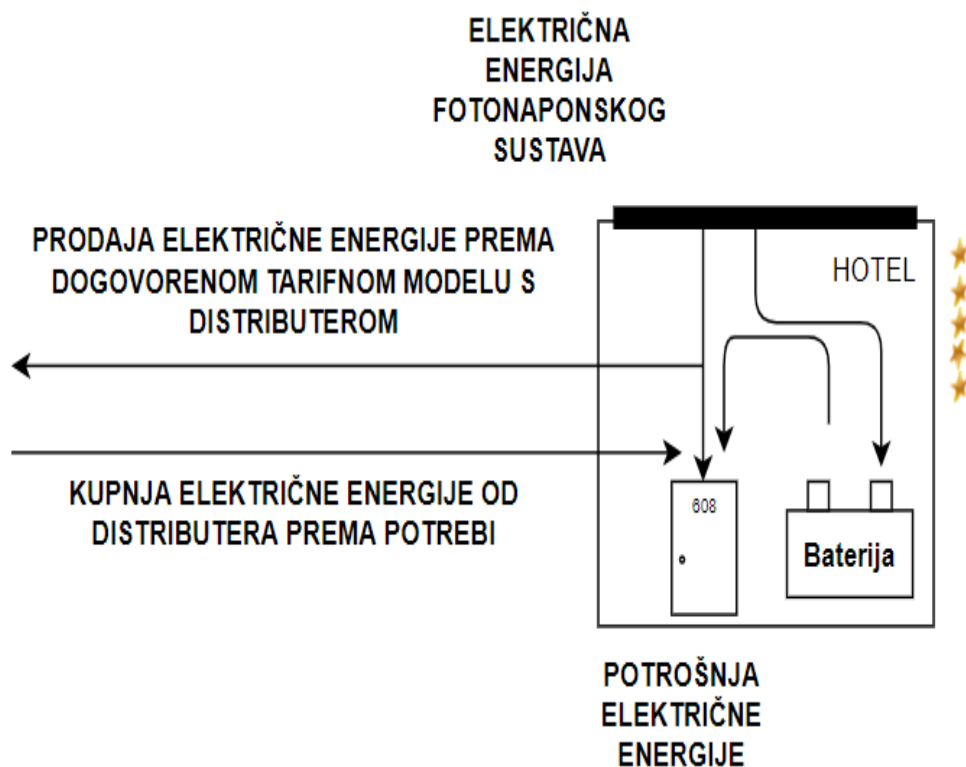 ELEKTRIČNA
ENERGIJA
FOTONAPONSKOG
SUSTAVA
PRODAJA ELEKTRIČNE ENERGIJE PREMA
DOGOVORENOM TARIFNOM MODELU S
DISTRIBUTEROM
HOTEL
KUPNJA ELEKTRIČNE ENERGIJE OD
DISTRIBUTERA PREMA POTREBI
608
Baterija
POTROŠNJA
ELEKTRIČNE
ENERGIJE